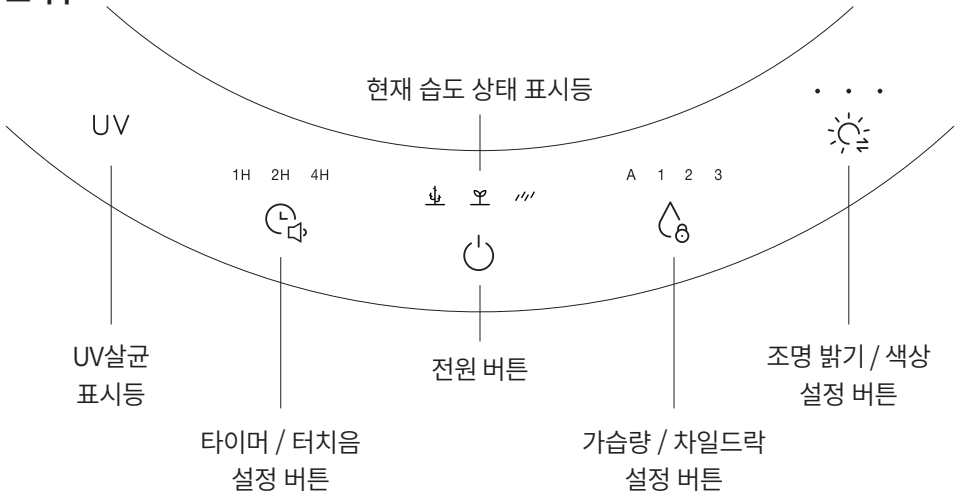 현재 습도 상태 표시등
UV
1H 2H 4H
A 1 2 3
UV살균
표시등
전원 버튼
조명 밝기 / 색상
설정 버튼
타이머 / 터치음
설정 버튼
가습량 / 차일드락
설정 버튼